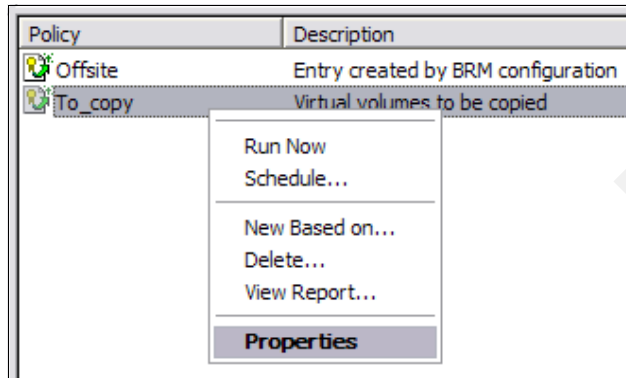 Policy Description
Offsite Entry created by BRM configuration
To_copy Virtual volumes to be copied
Run Now
Schedule...
New Based on...
Delete...
View Report...
Properties